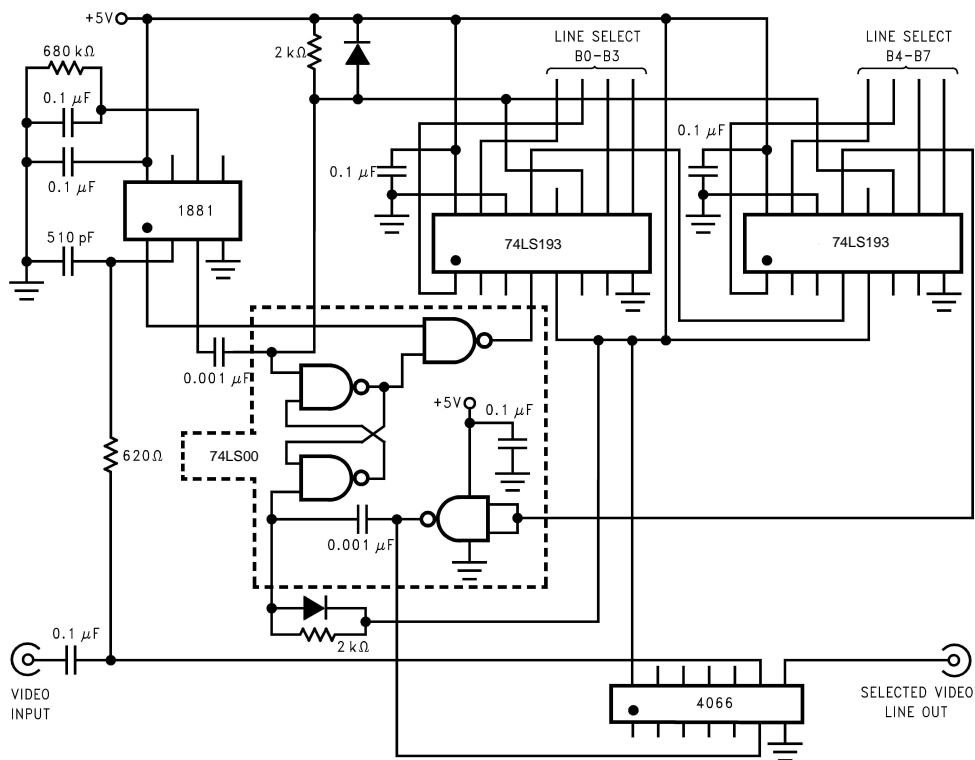 +5V
680 kΩ
0.1 μF
0.1 μF
510 pF
1881
2 kΩ
LINE SELECT
B0–B3
LINE SELECT
B4–B7
0.1 μF
0.1 μF
74LS193
74LS193
0.001 μF
620Ω
74LS00
+5V
0.1 μF
0.001 μF
2 kΩ
0.1 μF
VIDEO
INPUT
4066
SELECTED VIDEO
LINE OUT